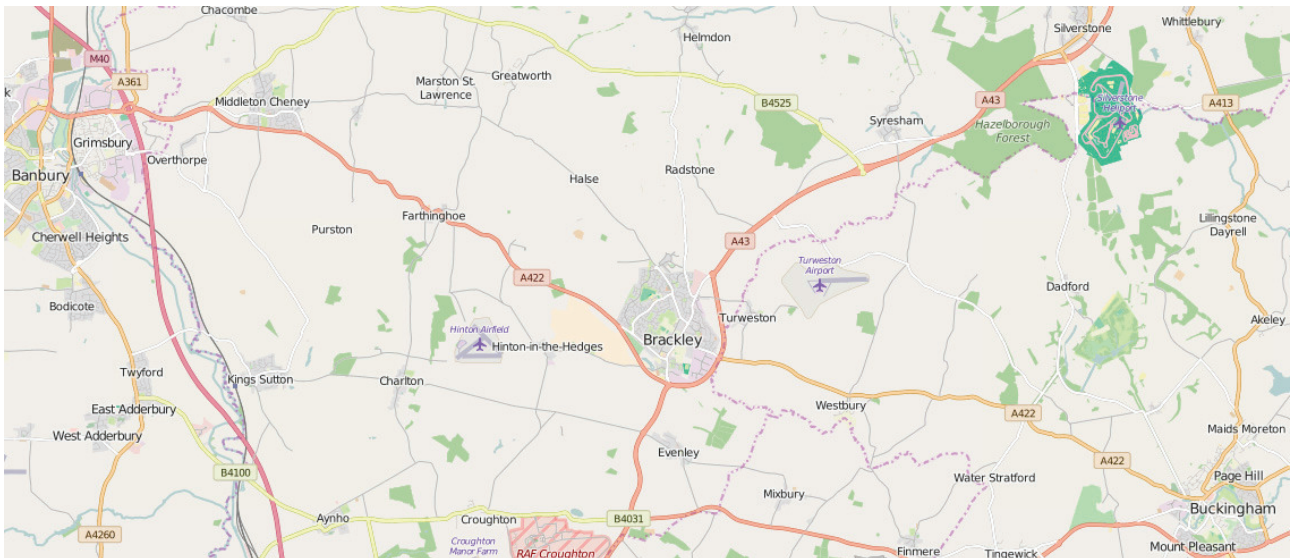 Chacombe
Helmdon
Silverstone
Whittlebury
M40
A361
Greatworth
Marston St.
Lawrence
Middleton Cheney
B4525
A43
Silverstone
Heliport
A413
Syresham
Hazelborough
Forest
Grimsbury
Overthorpe
Banbury
Halse
Radstone
Farthinghoe
Purston
Cherwell Heights
Lillingstone
Dayrell
A43
Turweston
Airport
A422
Dadford
Bodicote
Turweston
Akeley
Hinton Airfield
Hinton-in-the-Hedges
Brackley
Twyford
Kings Sutton
Charlton
East Adderbury
Westbury
A422
West Adderbury
Maids Moreton
Evenley
A422
B4100
Page Hill
Water Stratford
Mixbury
Buckingham
Aynho
Croughton
B4031
A4260
Croughton
Manor Farm
RAF Croughton
Finmere
Tingewick
Mount Pleasant